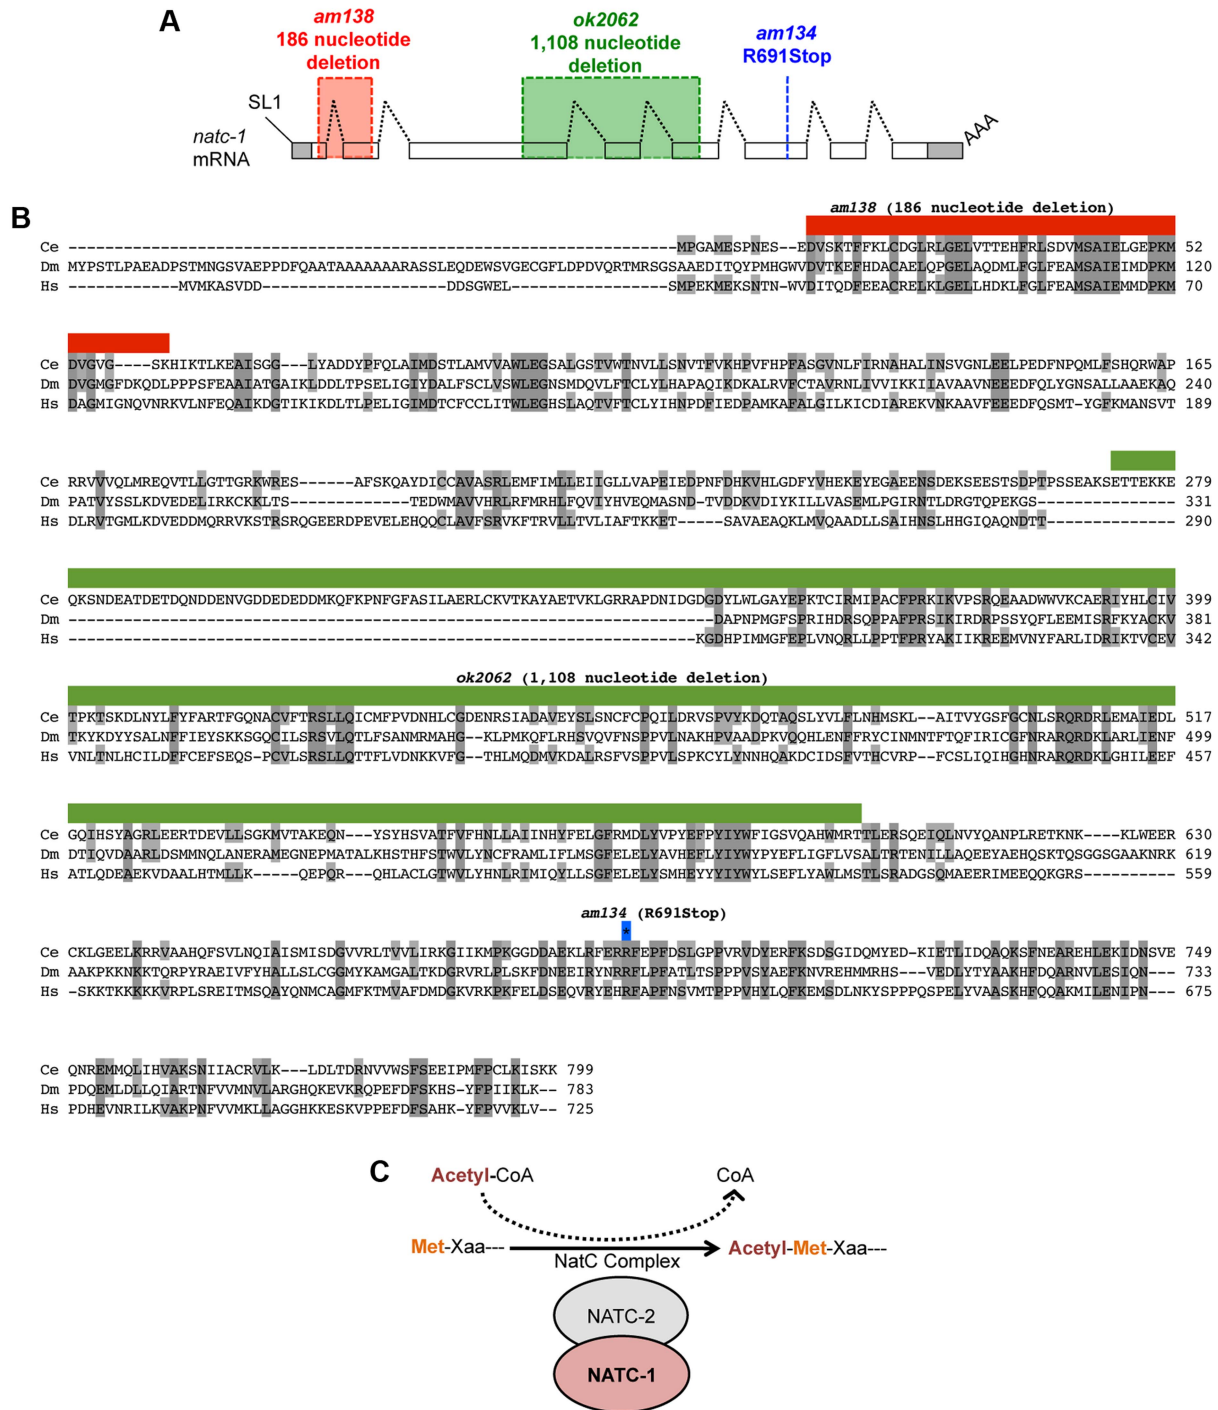 A
am138
186 nucleotide
deletion
ok2062
1,108 nucleotide
deletion
am134
R691Stop
SL1
natc-1
mRNA
AAA
B
am138 (186 nucleotide deletion)
Ce ---------------------------------------------------------MPGAMESPNES--EDVSKTFFKLCDGLRLGELVTTEHFRLSDVMSAIELGEPKM 52
Dm MYPSTLPAEADPSTMNGSVAEPPDFQAATAAAAAAAARASSLEQDEWSVGECGFLDPDVQRTMRSGSAAEDITQYPMHGWVDVTKEFHDACAELQPGELAQDMLFGLFEAMSAIEIMDPKM 120
Hs ----------MVMKASVDD-----------------DDSGWEL---------------SMPEKMEKSNTN-WVDITQDFEEACRELKLGELLHDKLFGLFEAMSAIEMMDPKM 70
Ce DVGVG----SKHIKTLKEAISGG---LYADDYPFQLAIMDSTLAMVVAWLEGSALGSTVWTNVLLSNVTFVKHPVFHPFASGVNLFIRNAHALINSVGNLEELPEDFNPQMLFSHQRWAP 165
Dm DVGMGFDKQDLPPPSFEAAIATGAIKLDDLTPSELIGIYDALFSCLVSWLEGNSMDQVLFTCLYLHAPAQIKDKALRVFCTAVRNLIVVIKKIIAVAAVNEEEDFQLYGNSALLAAEKAQ 240
Hs DAGMIGNQVNRKVLNFEQAIKDGTIKIKDLTLPELIGIMDTCFCCLITWLEGHSLAQTVFTCLYIHNPDFIEDPAMKAFALGILKICDIAREKVNKAAVFEEEDFQSMT-YGFKMANSVT 189
Ce RRVVVQLMREQVTLLGTTGRKWRES-------AFSKQAYDICCAVASRLEMFIMLLEIIGLLVAPEIEDPNFDHKVHLGDFYVHEKEYEGAEENSDEKSEESTSDPTPSSEAKSETTEKKE 279
Dm PATVYSSLKDVEDELIRKCKKLTS-------------TEDWMAVVHRLRFMRHLFQVIYHVEQMASND-TVDDKVDIYKILLVASEMLPGIRNTLDRGTQPEKGS-------------- 331
Hs DLRVTGMLKDVEDDMQRRVKSTRSRQGEERDPEVELEHQQCLAVFSRVKFTRVLLTVLIAFTKKET-----SAVAEAQKLMVQAADLLSAIHNSLHHGIQAQNDTT-------------- 290
Ce QKSNDEATDETDQNDDENVGDDEDEDDMKQFKPNFGFASILAERLCKVTKAYAETVKLGRRAPDNIDGDGDYLWLGAYEPKTCIRMIPACFPRKIKVPSRQEAADWWVKCAERIYHLCIV 399
Dm ----------------------------------------------------------------------DAPNPMGFSPRIHDRSQPPAFPRSIKIRDRPSSYQFLEEMISRFKYACKV 381
Hs --------------------------------------------------------------------KGDHPIMMGFEPLVNQRLLPPTFPRYAKIIKREEMVNYFARLIDRIKTVCEV 342
ok2062 (1,108 nucleotide deletion)
Ce TPKTSKDLNYLFYFARTFGQNACVFTRSLLQICMFPVDNHLCGDENRSIADAVEYSLSNCFCPQILDRVSPVYKDQTAQSLYVLFLNHMSKL--AITVYGSFGCNLSRQRDRLEMAIEDL 517
Dm TKYKDYYSALNFFIEYSKKSGQCILSRSVLQTLFSANMRMAHG--KLPMKQFLRHSVQVFNSPPVLNAKHPVAADPKVQQHLENFFRYCINMNTFTQFIRICGFNRARQRDKLARLIENF 499
Hs VNLTNLHCILDFFCEFSEQS-PCVLSRSLLQTTFLVDNKKVFG--THLMQDMVKDALRSFVSPPVLSPKCYLYNNHQAKDCIDSFVTHCVRP--FCSLIQIHGHNRARQRDKLGHILEEF 457
Ce GQIHSYAGRLEERTDEVLLSGKMVTAKEQN---YSYHSVATFVFHNLLAIINHYFELGFRMDLYVPYEFPYIYWFIGSVQAHWMRTTLERSQEIQLNVYQANPLRETKNK----KLWEER 630
Dm DTIQVDAARLDSMMNQLANERAMEGNEPMATALKHSTHFSTWVLYNCFRAMLIFLMSGFELELYAVHEFLYIYWYPYEFLIGFLVSALTRTENILLAQEEYAEHQSKTQSGGSGAAKNRK 619
Hs ATLQDEAEKVDAALHTMLLK-----QEPQR---QHLACLGTWVLYHNLRIMIQYLLSGFELELYSMHEYYYIYWYLSEFLYAWLMSTLSRADGSQMAEERIMEEQQKGRS---------- 559
am134 (R691Stop)
*
Ce CKLGEELKRRVAAHQFSVLNQIAISMISDGVVRLTVVLIRKGIIKMPKGGDDAEKLRFERRFEPFDSLGPPVRVDYERFKSDSGIDQMYED-KIETLIDQAQKSFNEAREHLEKIDNSVE 749
Dm AAKPKKNKKTQRPYRAEIVFYHALLSLCGGMYKAMGALTKDGRVRLPLSKFDNEEIRYNRRFLPFATLTSPPPVSYAEFKNVREHMMRHS---VEDLYTYAAKHFDQARNVLESIQN--- 733
Hs -SKKTKKKKKVRPLSREITMSQAYQNMCAGMFKTMVAFDMDGKVRKPKFELDSEQVRYEHRFAPFNSVMTPPPVHYLQFKEMSDLNKYSPPPQSPELYVAASKHFQQAKMILENIPN--- 675
Ce QNREMMQLIHVAKSNIIACRVLK---LDLTDRNVVWSFSEEIPMFPCLKISKK 799
Dm PDQEMLDLLQIARTNFVVMNVLARGHQKEVKRQPEFDFSKHS-YFPIIKLK-- 783
Hs PDHEVNRILKVAKPNFVVMKLLAGGHKKESKVPPEFDFSAHK-YFPVVKLV-- 725
C
Acetyl-CoA
CoA
Met-Xaa---
Acetyl-Met-Xaa---
NatC Complex
NATC-2
NATC-1